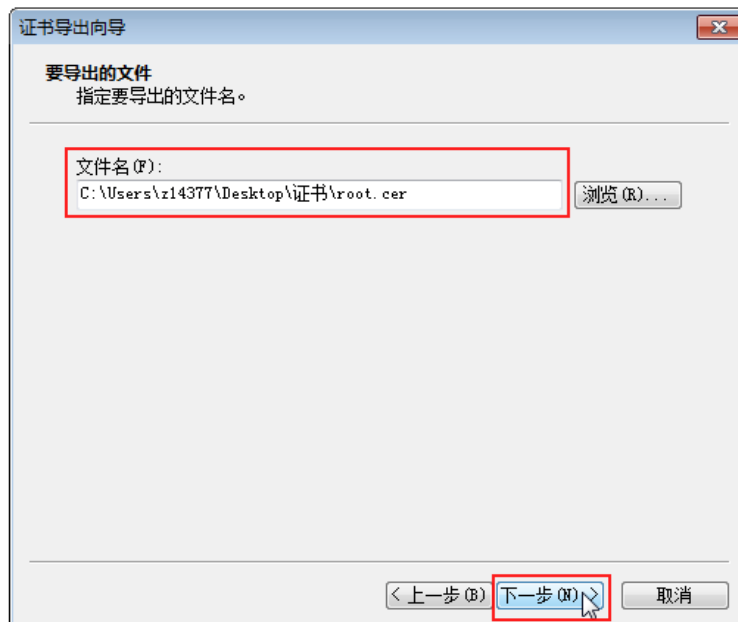 证书导出向导
要导出的文件
指定要导出的文件名。
文件名(F):
C:\Users\z14377\Desktop\证书\root.cer
浏览(R)...
< 上一步(B)
下一步(N) >
取消